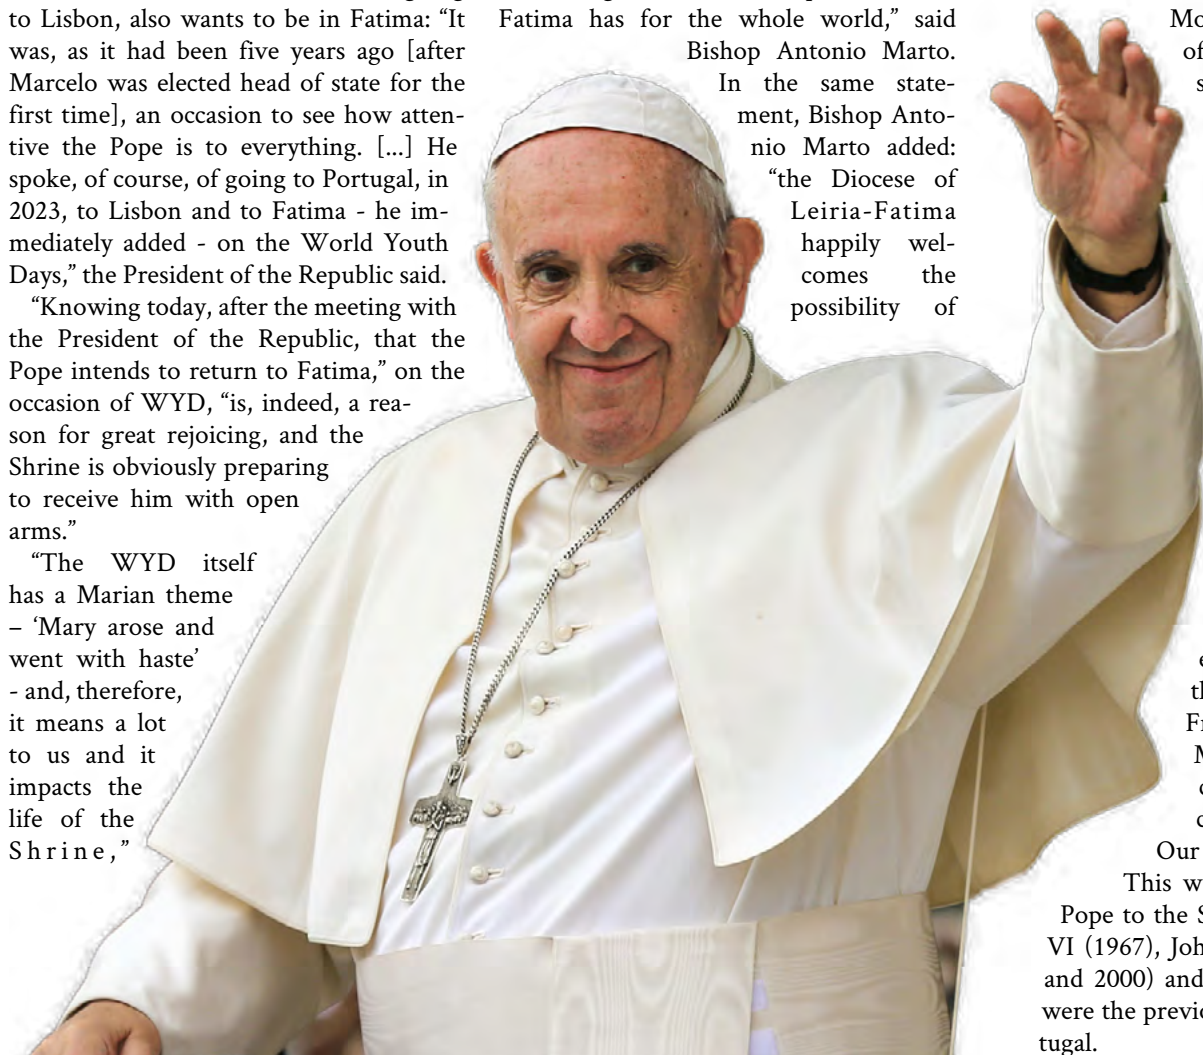 to Lisbon, also wants to be in Fatima: “It
was, as it had been five years ago [after
Marcelo was elected head of state for the
first time], an occasion to see how atten-
tive the Pope is to everything. [...] He
spoke, of course, of going to Portugal, in
2023, to Lisbon and to Fatima - he im-
mediately added - on the World Youth
Days,” the President of the Republic said.
“Knowing today, after the meeting with
the President of the Republic, that the
Pope intends to return to Fatima,” on the
occasion of WYD, “is, indeed, a rea-
son for great rejoicing, and the
Shrine is obviously preparing
to receive him with open
arms.”
“The WYD itself
has a Marian theme
– ‘Mary arose and
went with haste’
- and, therefore,
it means a lot
to us and it
impacts the
life of the
Shrine,”
Fatima has for the whole world,” said
Bishop Antonio Marto.
In the same state-
ment, Bishop Anto-
nio Marto added:
“the Diocese of
Leiria-Fatima
happily wel-
comes the
possibility of
Mo
of
s
e
th
Fr
M
c
c
Our
This w
Pope to the S
VI (1967), Joh
and 2000) and
were the previo
tugal.